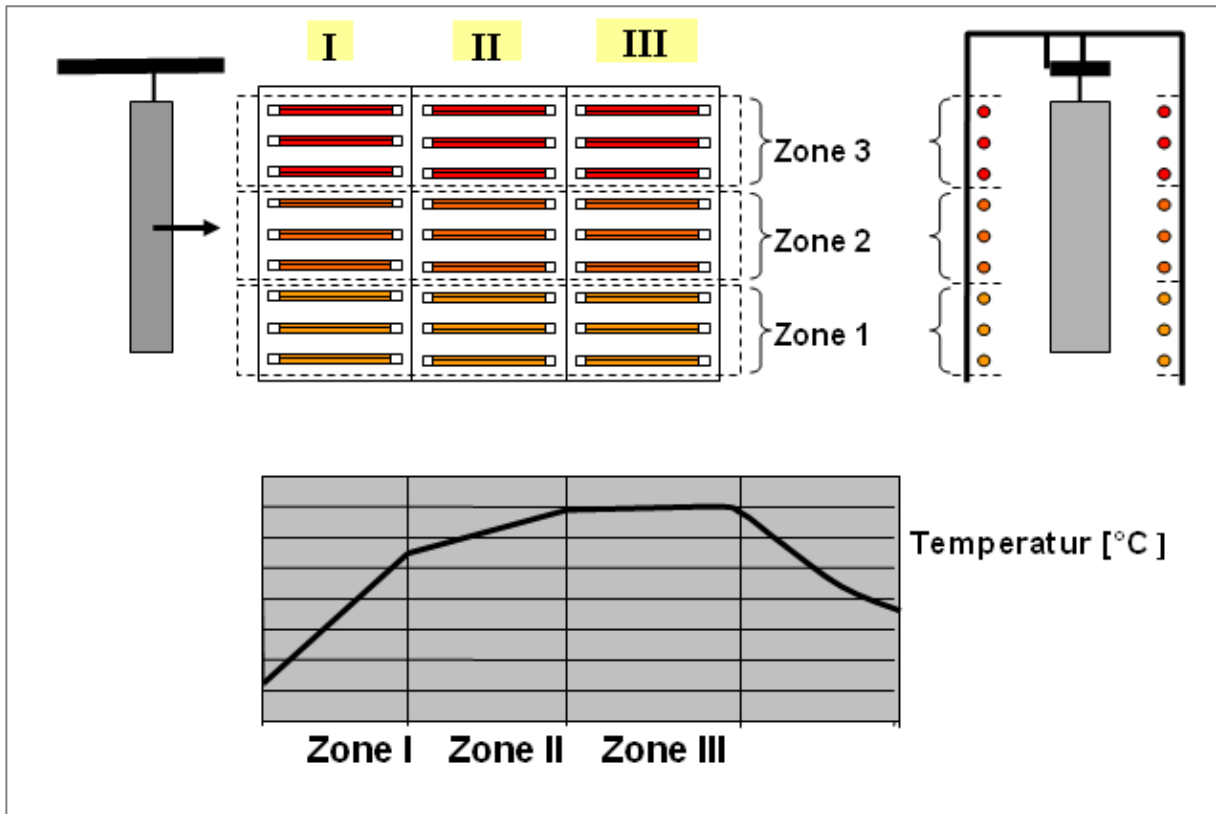 I II III
Zone 3
Zone 2
Zone 1
Temperatur [°C ]
Zone I Zone II Zone III